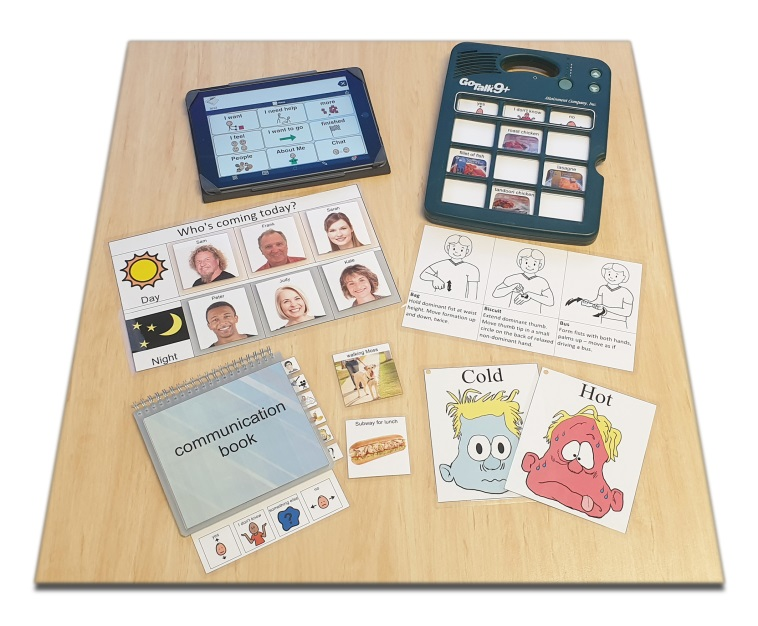 I want
I need help
more
I feel
I want to go
finished
People
About Me
Chat
GoTalk9+
Attainment Company, Inc.
yes
I don't know
no
roast chicken
fillet of fish
lasagna
tandoori chicken
Who's coming today?
Day
Sam
Frank
Sarah
Night
Peter
Judy
Kate
Bag
Hold dominant fist at waist
height. Move formation up
and down, twice.
Biscuit
Extend dominant thumb.
Move thumb tip in a small
circle on the back of relaxed
non-dominant hand.
Bus
Form fists with both hands,
palms up – move as if
driving a bus.
communication
book
walking Moss
Subway for lunch
Cold
Hot
yes
I don't know
something else
no